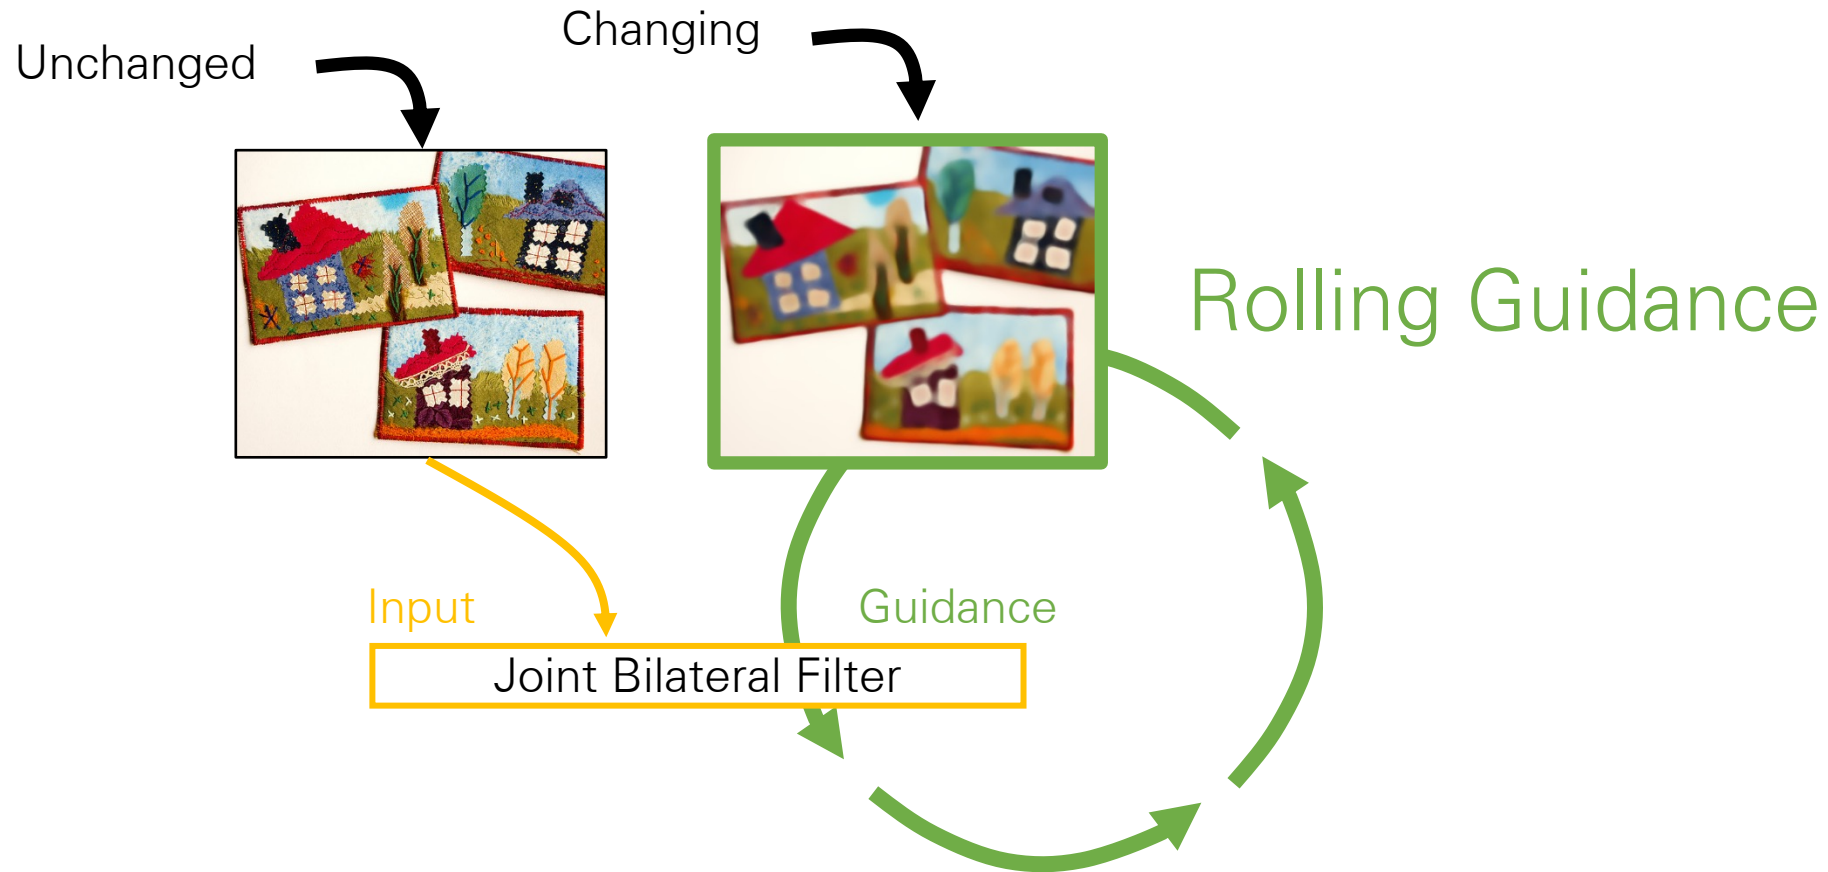 Changing
Unchanged
Rolling Guidance
Input
Guidance
Joint Bilateral Filter